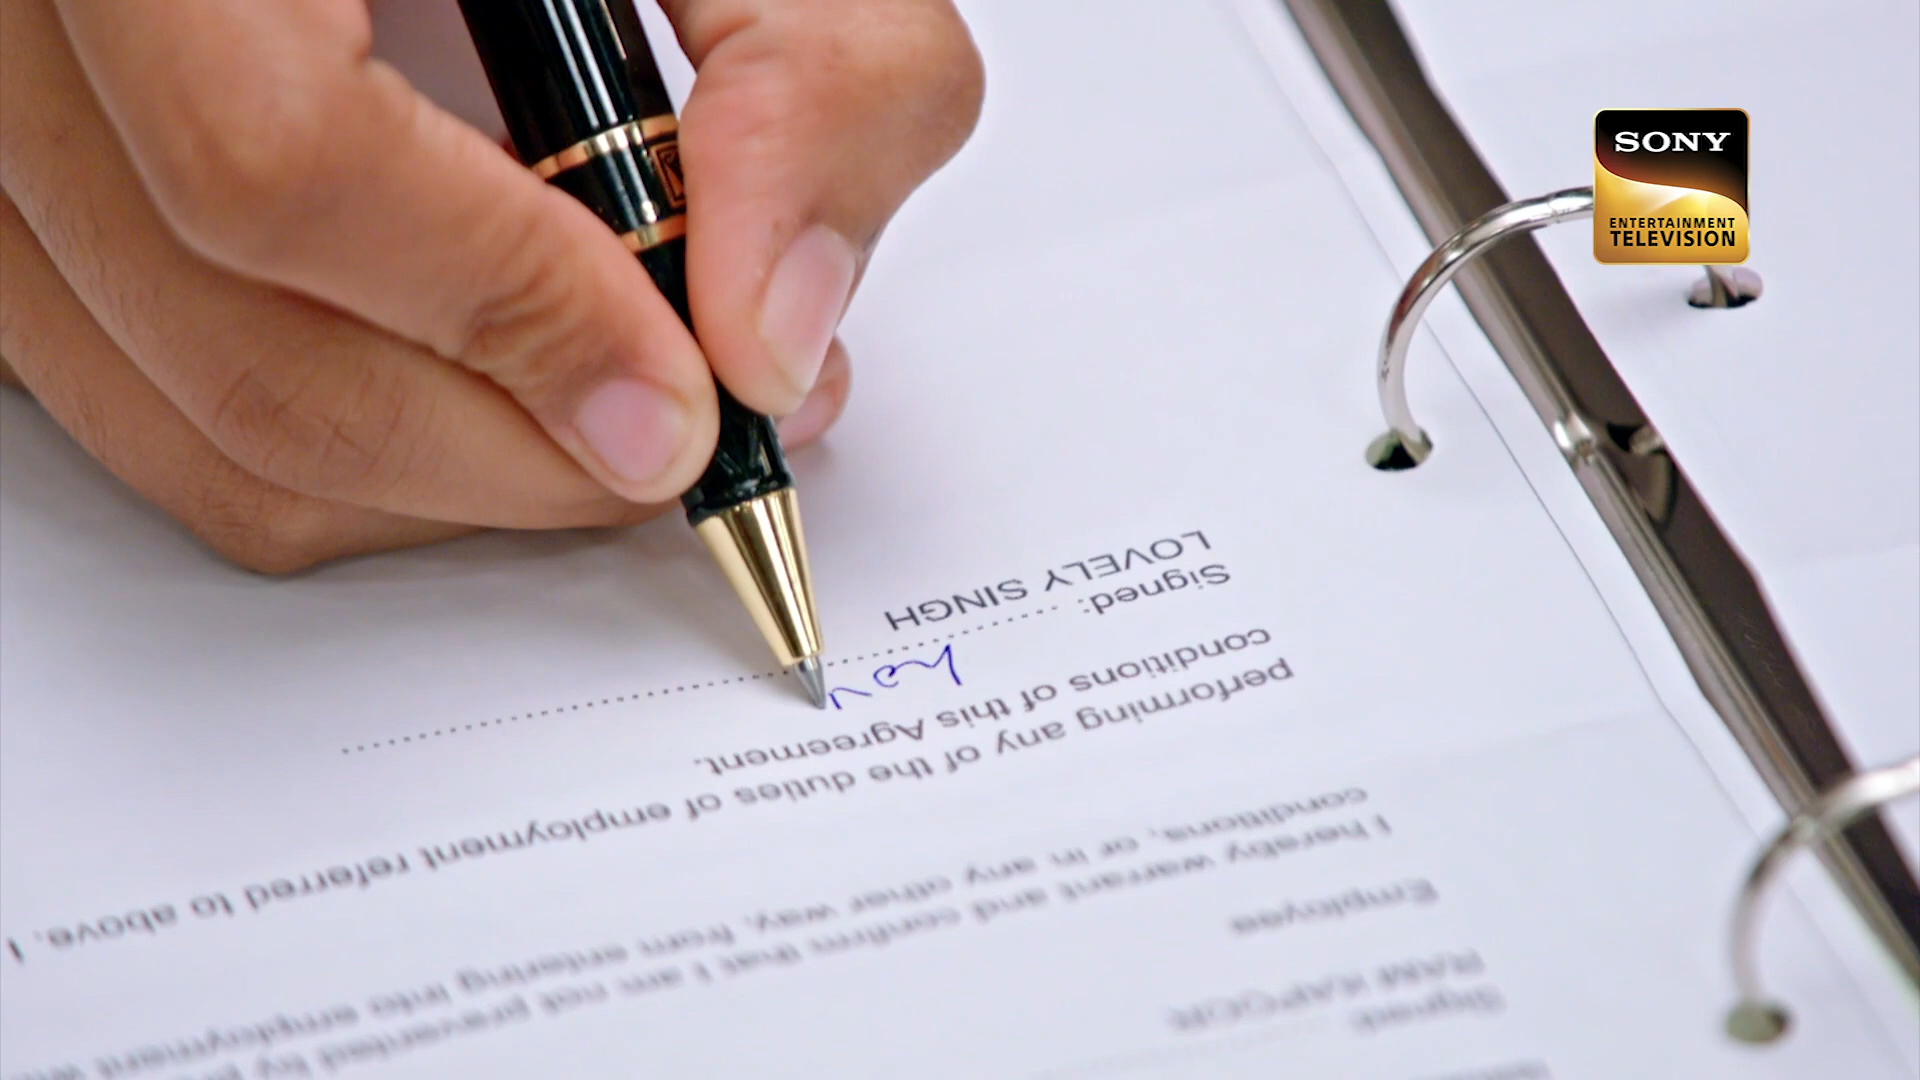 SONY
ENTERTAINMENT
TELEVISION
Signed
RAM KAPOOR
Employee
I hereby warrant and confirm that I am not prevented by
conditions, or in any other way, from entering into employment
performing any of the duties of employment referred to above. I
conditions of this Agreement.
Signed:
LOVELY SINGH